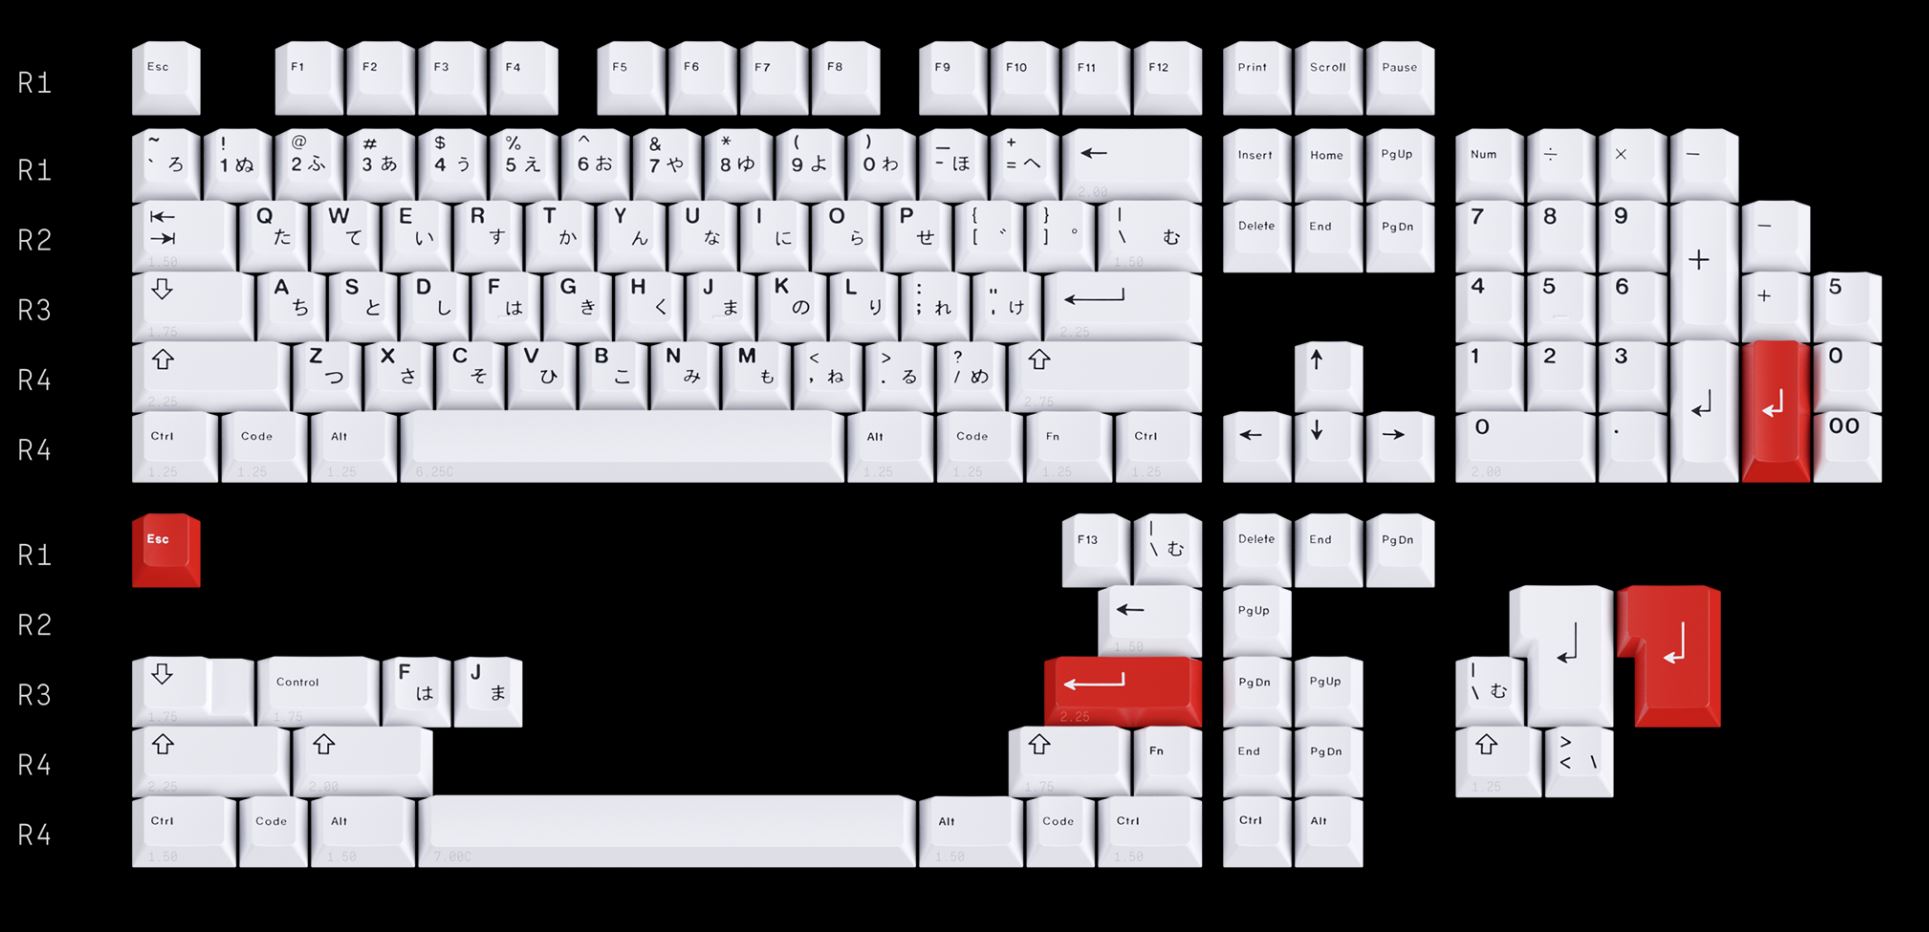 R1 Esc F1 F2 F3 F4 F5 F6 F7 F8 F9 F10 F11 F12 Print Scroll Pause
R1 ~ ` ろ ! 1 ぬ @ 2 ふ # 3 あ $ 4 う % 5 え ^ 6 お & 7 や * 8 ゆ ( 9 よ ) 0 わ — - ほ + = へ ← 2.00 Insert Home PgUp Num ÷ × −
R2 ⇤ ⇥ 1.50 Q た W て E い R す T か Y ん U な I に O ら P せ { [ ゛ } ] ゜ | \ む 1.50 Delete End PgDn 7 8 9 + −
R3 ⇩ 1.75 A ち S と D し F は G き H く J ま K の L り : ; れ " ' け ↵ 2.25 4 5 6 + 5
R4 ⇧ 2.25 Z つ X さ C そ V ひ B こ N み M も < , ね > . る ? / め ⇧ 2.75 ↑ 1 2 3 ↵ ↵ 0
R4 Ctrl 1.25 Code 1.25 Alt 1.25 6.25C Alt 1.25 Code 1.25 Fn 1.25 Ctrl 1.25 ← ↓ → 0 2.00 . 00
R1 Esc F13 | \ む Delete End PgDn
R2 ← 1.50 PgUp ↵ ↵
R3 ⇩ 1.75 Control 1.75 F は J ま ↵ 2.25 PgDn PgUp | \ む
R4 ⇧ 2.25 ⇧ 2.00 ⇧ 1.75 Fn End PgDn ⇧ 1.25 > < \
R4 Ctrl 1.50 Code Alt 1.50 7.00C Alt 1.50 Code Ctrl 1.50 Ctrl Alt